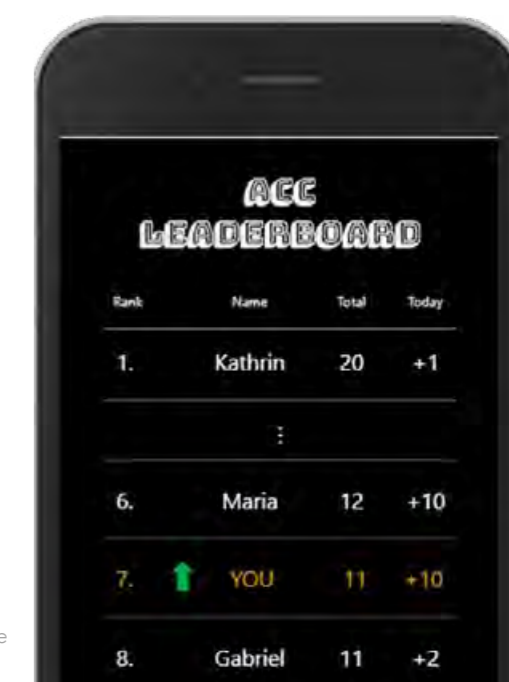 ACC
LEADERBOARD
Rank Name Total Today
1. Kathrin 20 +1
⋮
6. Maria 12 +10
7. YOU 11 +10
8. Gabriel 11 +2
e